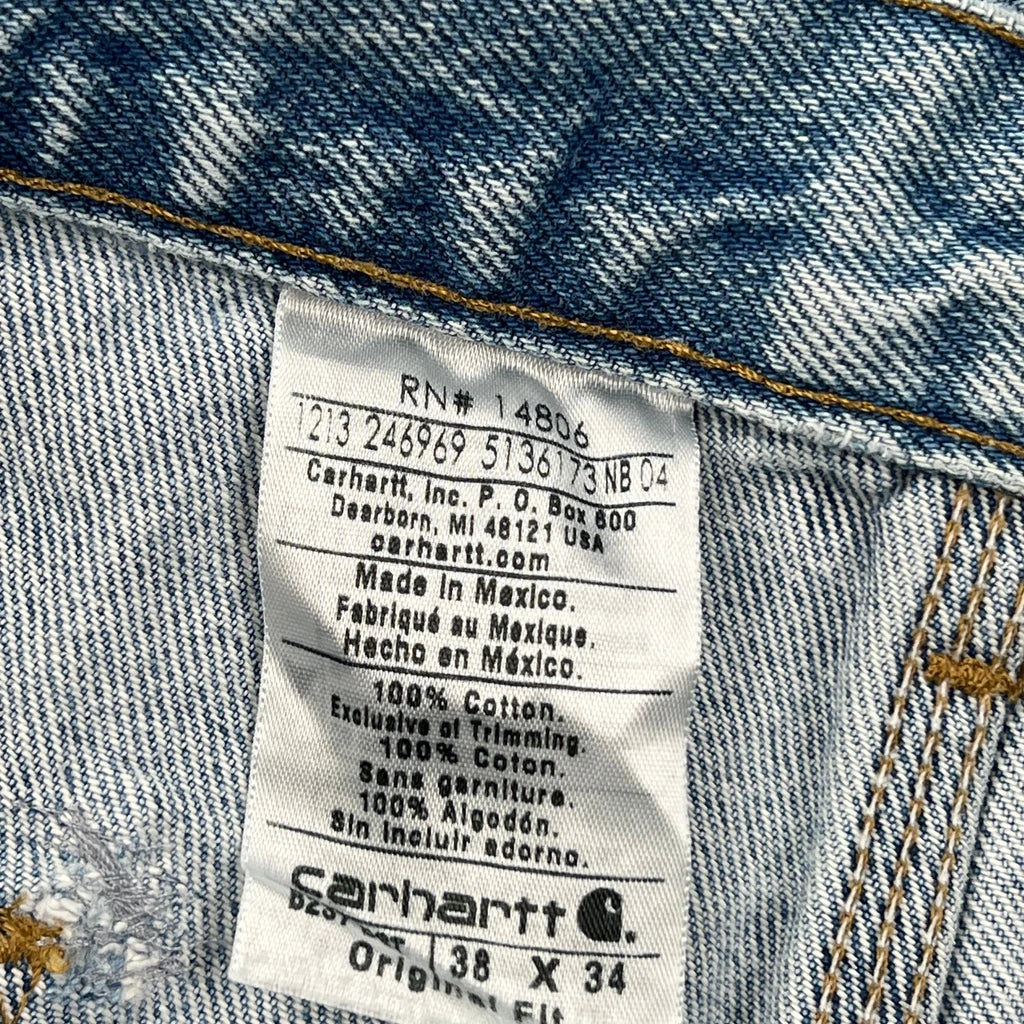 RN# 14806
1213 246969 5136173 NB 04
Carhartt, Inc. P. O. Box 600
Dearborn, MI 48121 USA
carhartt.com
Made in Mexico.
Fabriqué au Mexique.
Hecho en México.
100% Cotton.
Exclusive of Trimming.
100% Coton.
Sans garniture.
100% Algodón.
Sin incluir adorno.
carhartt
38 X 34
Original Fit